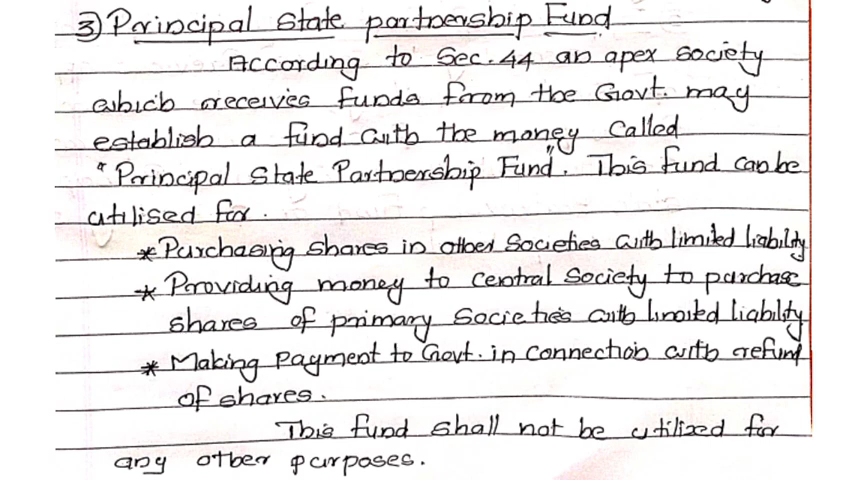 3) Principal State partnership Fund
According to Sec. 44 an apex society
which receives funds from the Govt. may
establish a fund with the money called
"Principal State Partnership Fund". This fund can be
utilised for.
* Purchasing shares in other Societies with limited liability
* Providing money to central Society to purchase
shares of primary Societies with limited liability
* Making payment to Govt. in connection with refund
of shares.
This fund shall not be utilized for
any other purposes.